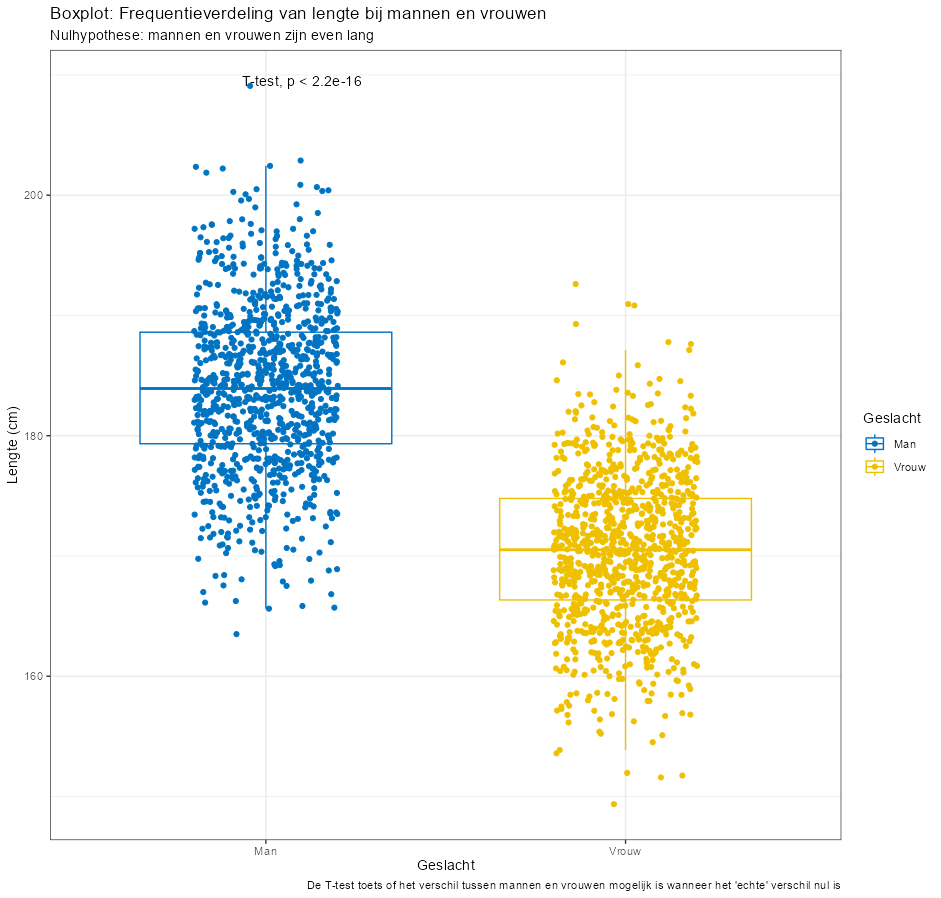 Boxplot: Frequentieverdeling van lengte bij mannen en vrouwen
Nulhypothese: mannen en vrouwen zijn even lang
T-test, p < 2.2e-16
200
180
160
Lengte (cm)
Man
Vrouw
Geslacht
Geslacht
Man
Vrouw
De T-test toets of het verschil tussen mannen en vrouwen mogelijk is wanneer het 'echte' verschil nul is